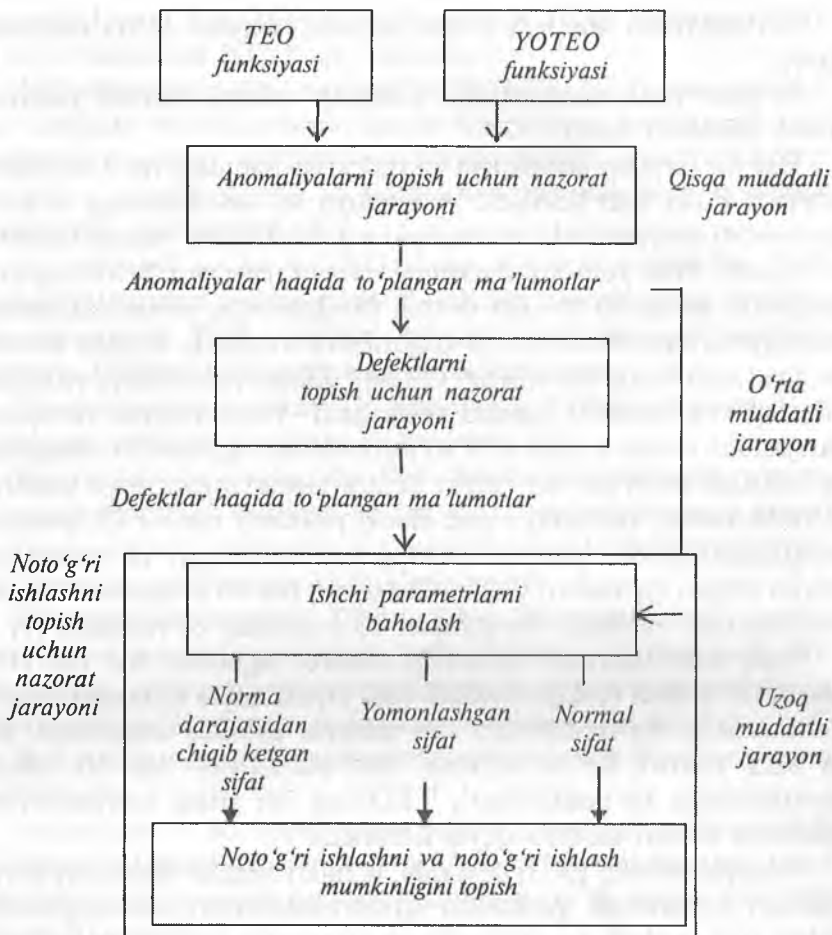 TEO
funksiyasi
YOTEO
funksiyasi
Anomaliyalarni topish uchun nazorat
jarayoni
Qisqa muddatli
jarayon
Anomaliyalar haqida to‘plangan ma’lumotlar
Defektlarni
topish uchun nazorat
jarayoni
O‘rta
muddatli
jarayon
Defektlar haqida to‘plangan ma’lumotlar
Noto‘g‘ri
ishlashni
topish
uchun
nazorat
jarayoni
Ishchi parametrlarni
baholash
Norma
darajasidan
chiqib ketgan
sifat
Yomonlashgan
sifat
Normal
sifat
Uzoq
muddatli
jarayon
Noto‘g‘ri ishlashni va noto‘g‘ri ishlash
mumkinligini topish